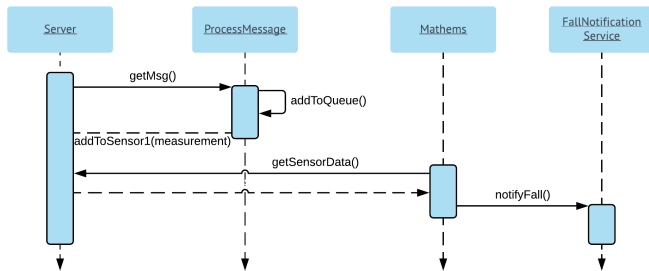 Server
ProcessMessage
Mathems
FallNotification
Service
getMsg()
addToQueue()
addToSensor1(measurement)
getSensorData()
notifyFall()